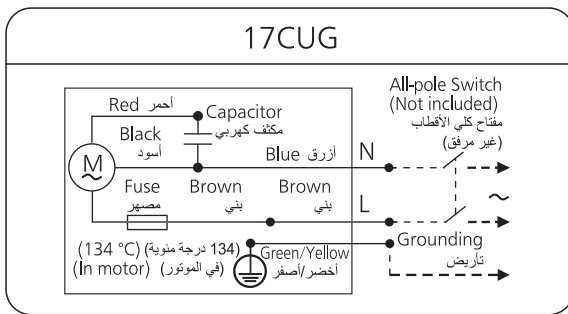 17CUG
All-pole Switch
(Not included)
مفتاح كلي الأقطاب
(غير مرفق)
Red أحمر
Capacitor
مكثف كهربي
Black
أسود
Blue أزرق
N
M
Fuse
مصهر
Brown
بني
Brown
بني
L
(134 °C) (134 درجة مئوية)
(In motor) (في الموتور)
Green/Yellow
أخضر/أصفر
Grounding
تأريض